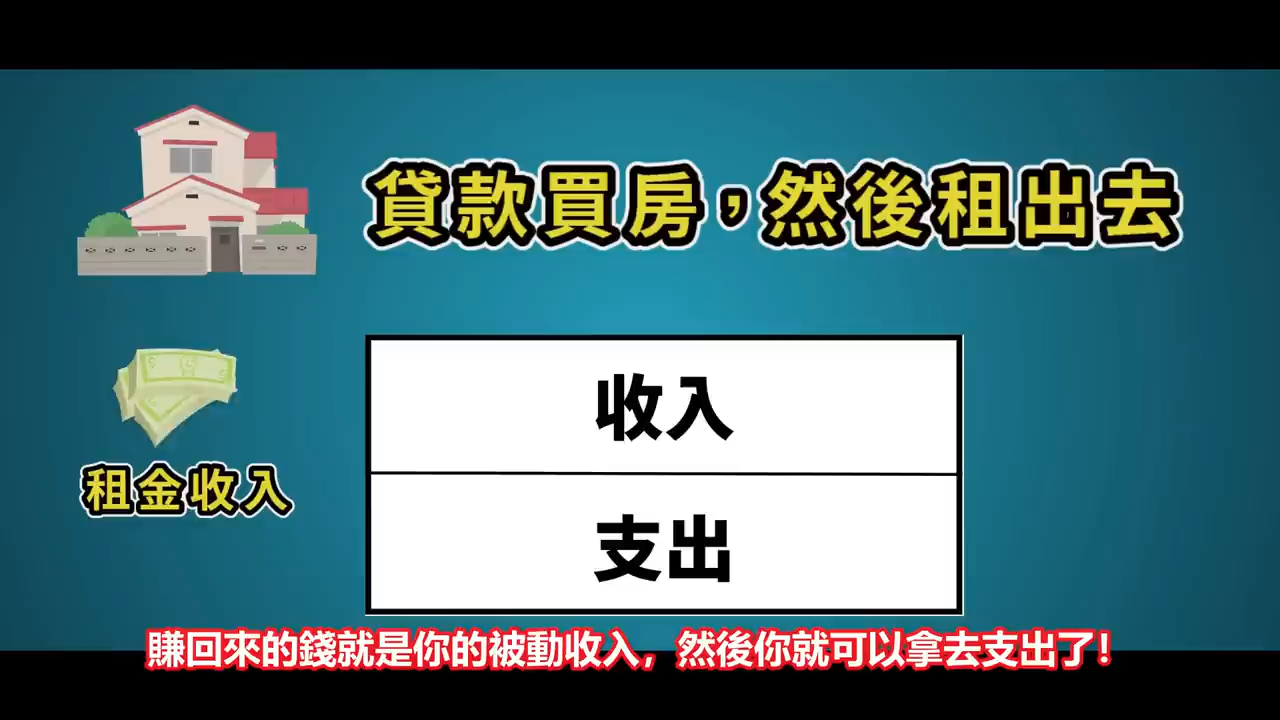 貸款買房，然後租出去
收入
租金收入
支出
賺回來的錢就是你的被動收入，然後你就可以拿去支出了！